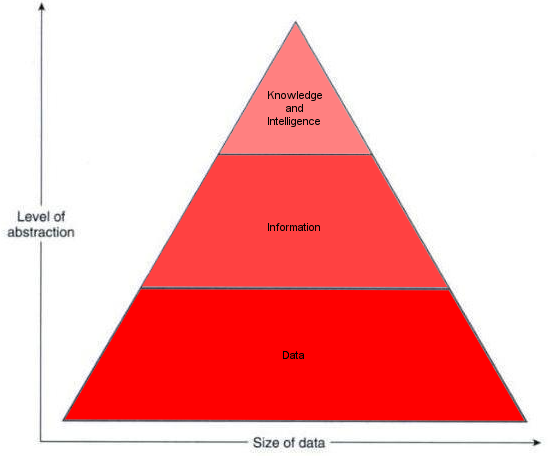 Knowledge
and
Intelligence
Level of
abstraction
Information
Data
Size of data